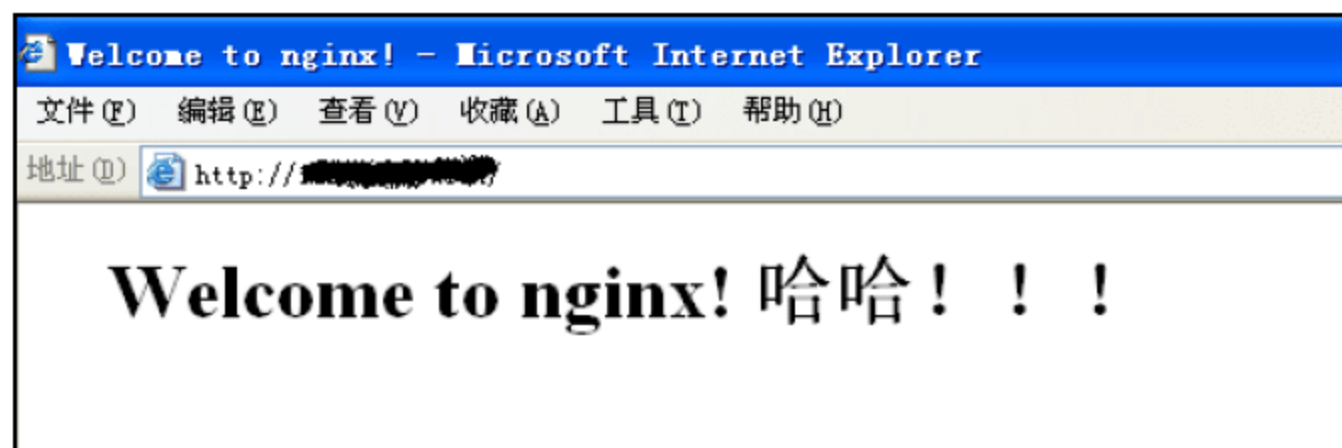 Welcome to nginx! - Microsoft Internet Explorer
文件(F) 编辑(E) 查看(V) 收藏(A) 工具(T) 帮助(H)
地址(D) http://
Welcome to nginx! 哈哈！！！